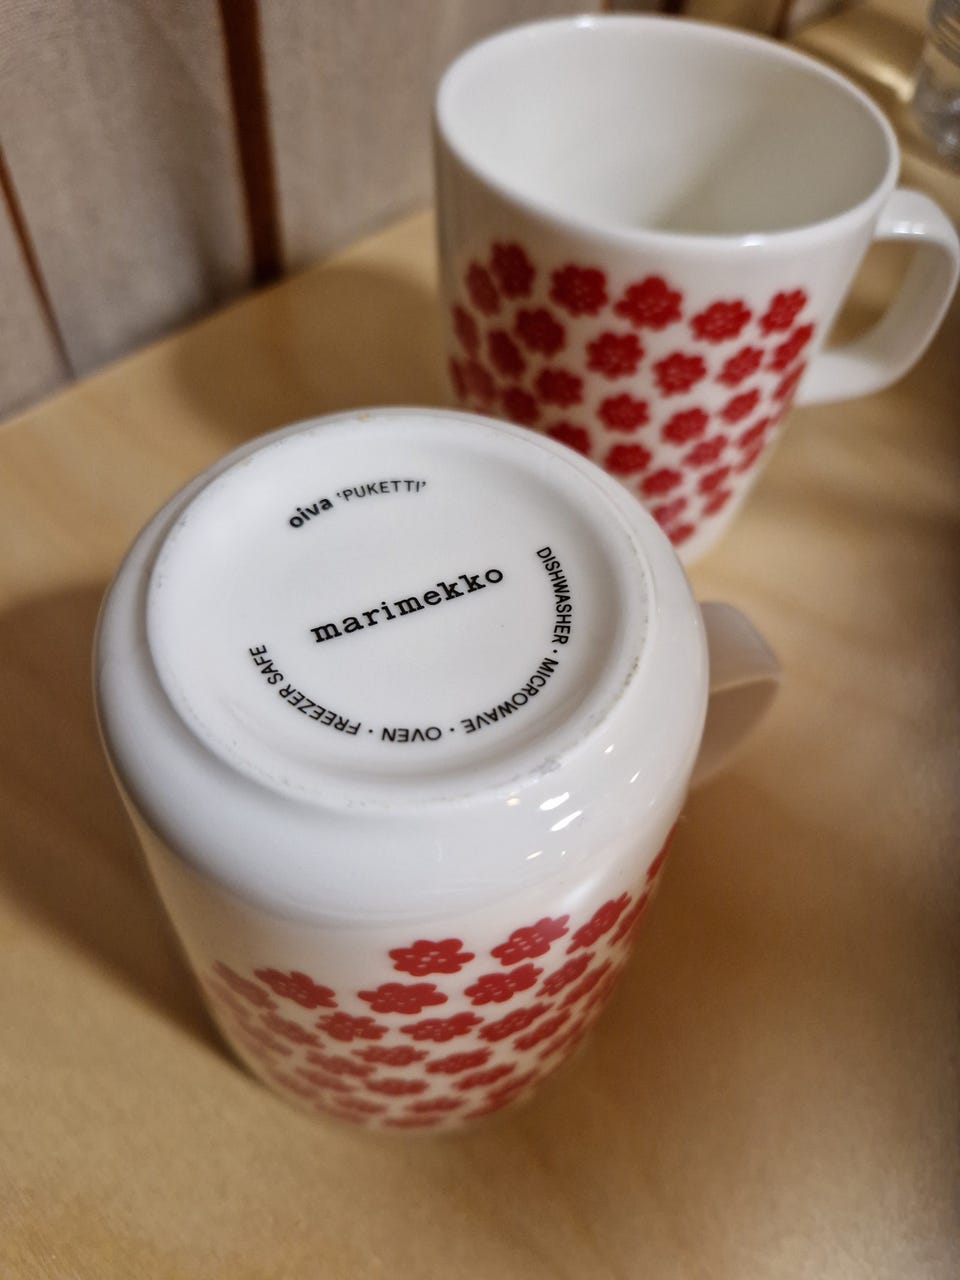 oiva 'PUKETTI'
marimekko
DISHWASHER · MICROWAVE · OVEN · FREEZER SAFE